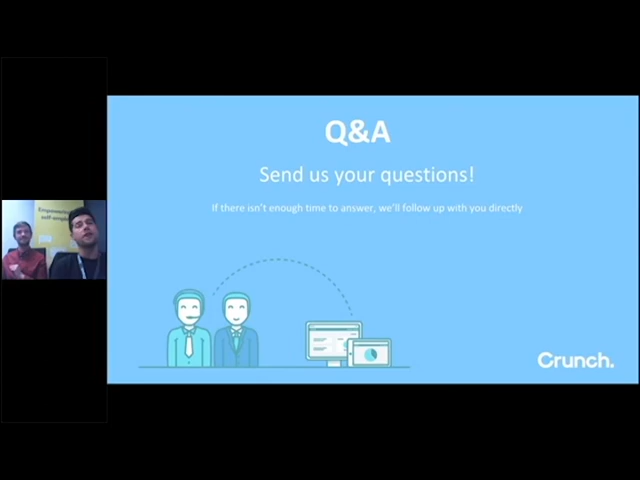 Q&A
Send us your questions!
If there isn't enough time to answer, we'll follow up with you directly
Crunch.